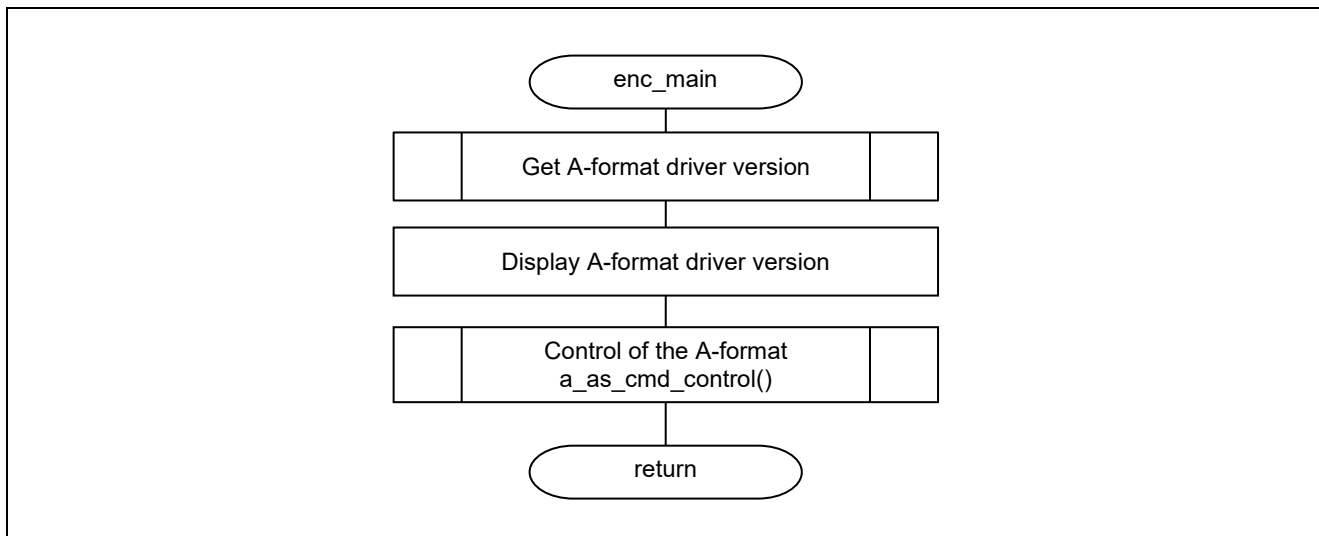 enc_main
Get A-format driver version
Display A-format driver version
Control of the A-format
a_as_cmd_control()
return